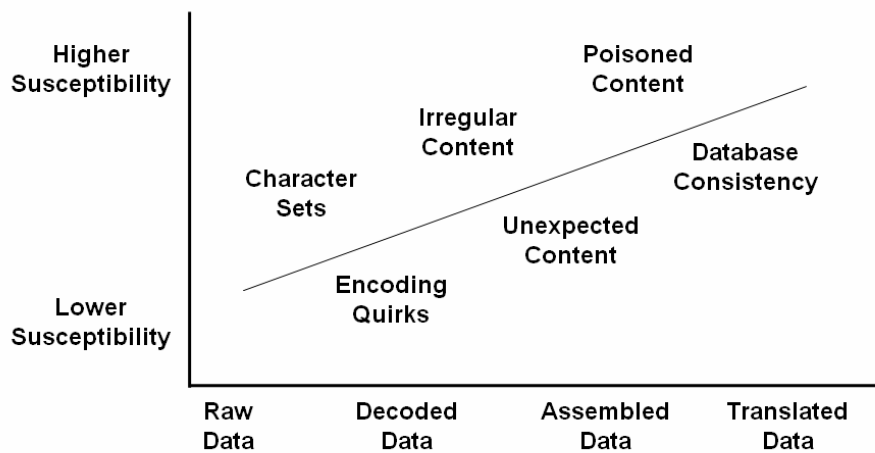 Higher
Susceptibility
Poisoned
Content
Irregular
Content
Database
Consistency
Character
Sets
Unexpected
Content
Encoding
Quirks
Lower
Susceptibility
Raw
Data
Decoded
Data
Assembled
Data
Translated
Data